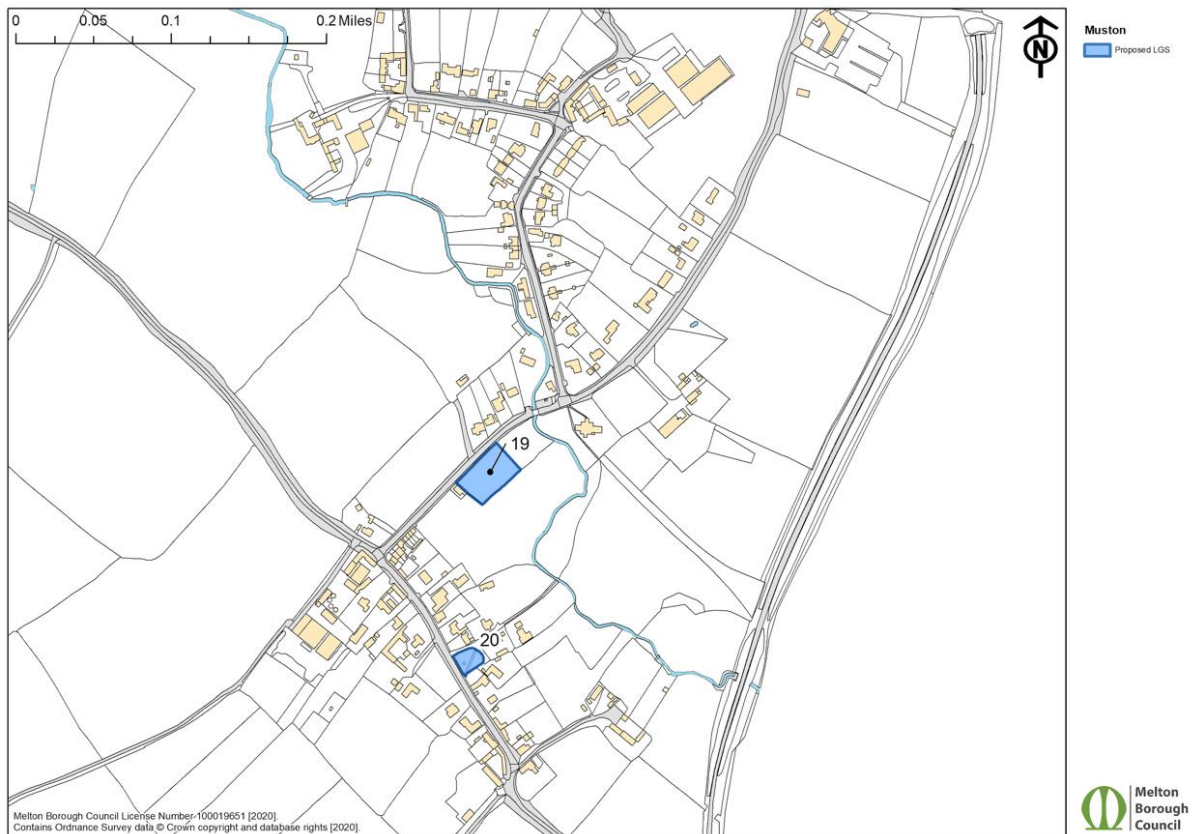 0 0.05 0.1 0.2 Miles
N
Muston
Proposed LGS
19
20
Melton Borough Council License Number 100019651 [2020].
Contains Ordnance Survey data © Crown copyright and database rights [2020].
Melton
Borough
Council